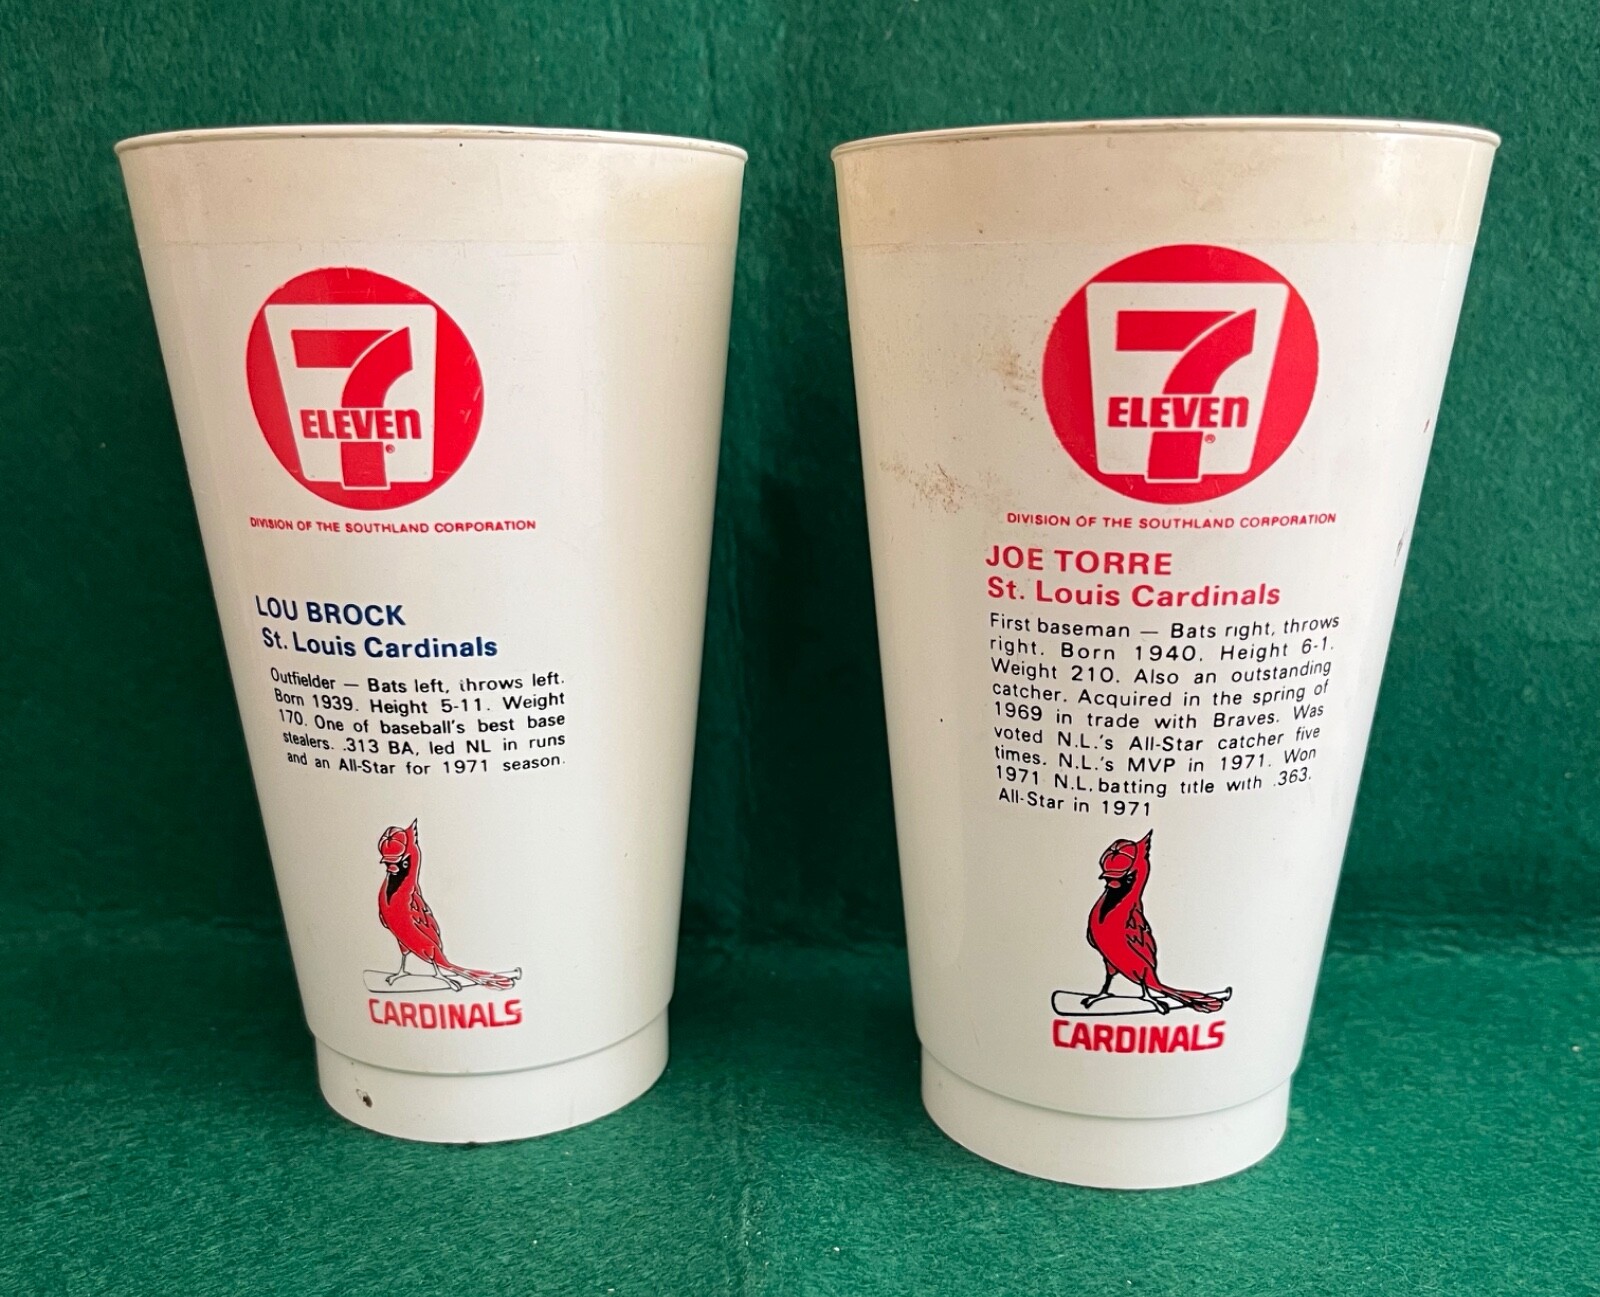 7
ELEVEn
®
DIVISION OF THE SOUTHLAND CORPORATION
LOU BROCK
St. Louis Cardinals
Outfielder — Bats left, throws left.
Born 1939. Height 5-11. Weight
170. One of baseball's best base
stealers. .313 BA, led NL in runs
and an All-Star for 1971 season.
CARDINALS
7
ELEVEn
®
DIVISION OF THE SOUTHLAND CORPORATION
JOE TORRE
St. Louis Cardinals
First baseman — Bats right, throws
right. Born 1940. Height 6-1.
Weight 210. Also an outstanding
catcher. Acquired in the spring of
1969 in trade with Braves. Was
voted N.L.'s All-Star catcher five
times. N.L.'s MVP in 1971. Won
1971 N.L. batting title with .363.
All-Star in 1971
CARDINALS